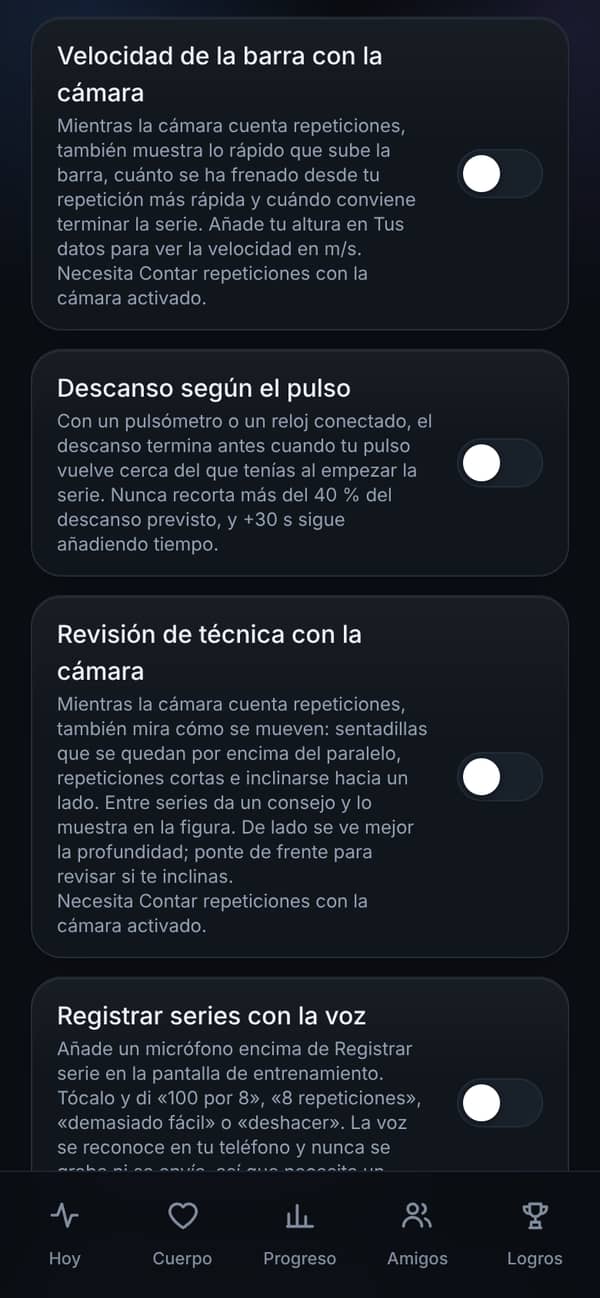 Velocidad de la barra con la
cámara
Mientras la cámara cuenta repeticiones,
también muestra lo rápido que sube la
barra, cuánto se ha frenado desde tu
repetición más rápida y cuándo conviene
terminar la serie. Añade tu altura en Tus
datos para ver la velocidad en m/s.
Necesita Contar repeticiones con la
cámara activado.
Descanso según el pulso
Con un pulsómetro o un reloj conectado, el
descanso termina antes cuando tu pulso
vuelve cerca del que tenías al empezar la
serie. Nunca recorta más del 40 % del
descanso previsto, y +30 s sigue
añadiendo tiempo.
Revisión de técnica con la
cámara
Mientras la cámara cuenta repeticiones,
también mira cómo se mueven: sentadillas
que se quedan por encima del paralelo,
repeticiones cortas e inclinarse hacia un
lado. Entre series da un consejo y lo
muestra en la figura. De lado se ve mejor
la profundidad; ponte de frente para
revisar si te inclinas.
Necesita Contar repeticiones con la
cámara activado.
Registrar series con la voz
Añade un micrófono encima de Registrar
serie en la pantalla de entrenamiento.
Tócalo y di «100 por 8», «8 repeticiones»,
«demasiado fácil» o «deshacer». La voz
se reconoce en tu teléfono y nunca se
Hoy
Cuerpo
Progreso
Amigos
Logros